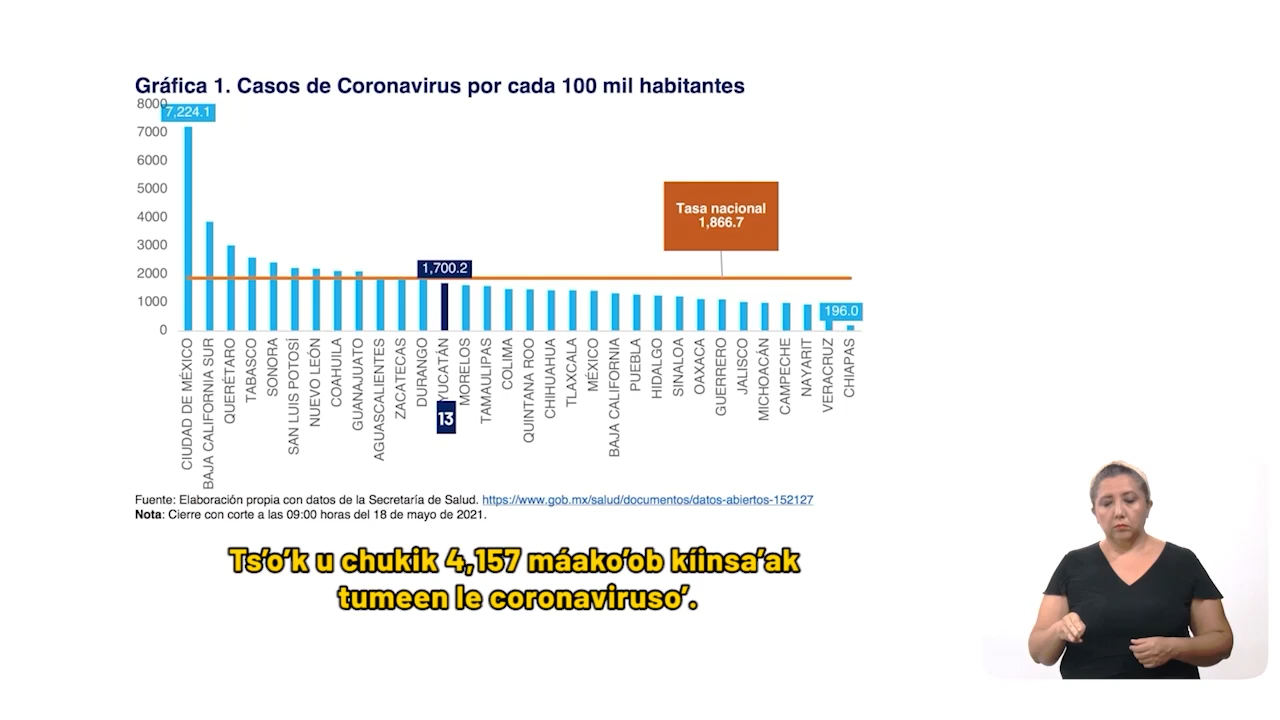 Gráfica 1. Casos de Coronavirus por cada 100 mil habitantes
8000
7000
6000
5000
4000
3000
2000
1000
0
7,224.1
1,700.2
Tasa nacional
1,866.7
196.0
CIUDAD DE MÉXICO
BAJA CALIFORNIA SUR
QUERÉTARO
TABASCO
SONORA
SAN LUIS POTOSÍ
NUEVO LEÓN
COAHUILA
GUANAJUATO
AGUASCALIENTES
ZACATECAS
DURANGO
YUCATÁN
MORELOS
TAMAULIPAS
COLIMA
QUINTANA ROO
CHIHUAHUA
TLAXCALA
MÉXICO
BAJA CALIFORNIA
PUEBLA
HIDALGO
SINALOA
OAXACA
GUERRERO
JALISCO
MICHOACÁN
CAMPECHE
NAYARIT
VERACRUZ
CHIAPAS
13
Fuente: Elaboración propia con datos de la Secretaría de Salud. https://www.gob.mx/salud/documentos/datos-abiertos-152127
Nota: Cierre con corte a las 09:00 horas del 18 de mayo de 2021.
Ts'o'k u chukik 4,157 máako'ob kíinsa'ak
tumeen le coronaviruso'.